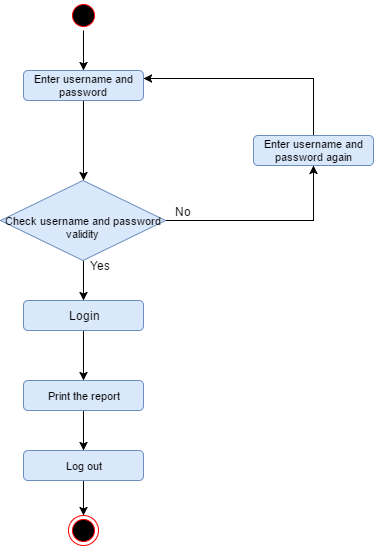 Enter username and
password
Enter username and
password again
Check username and password
validity
No
Yes
Login
Print the report
Log out